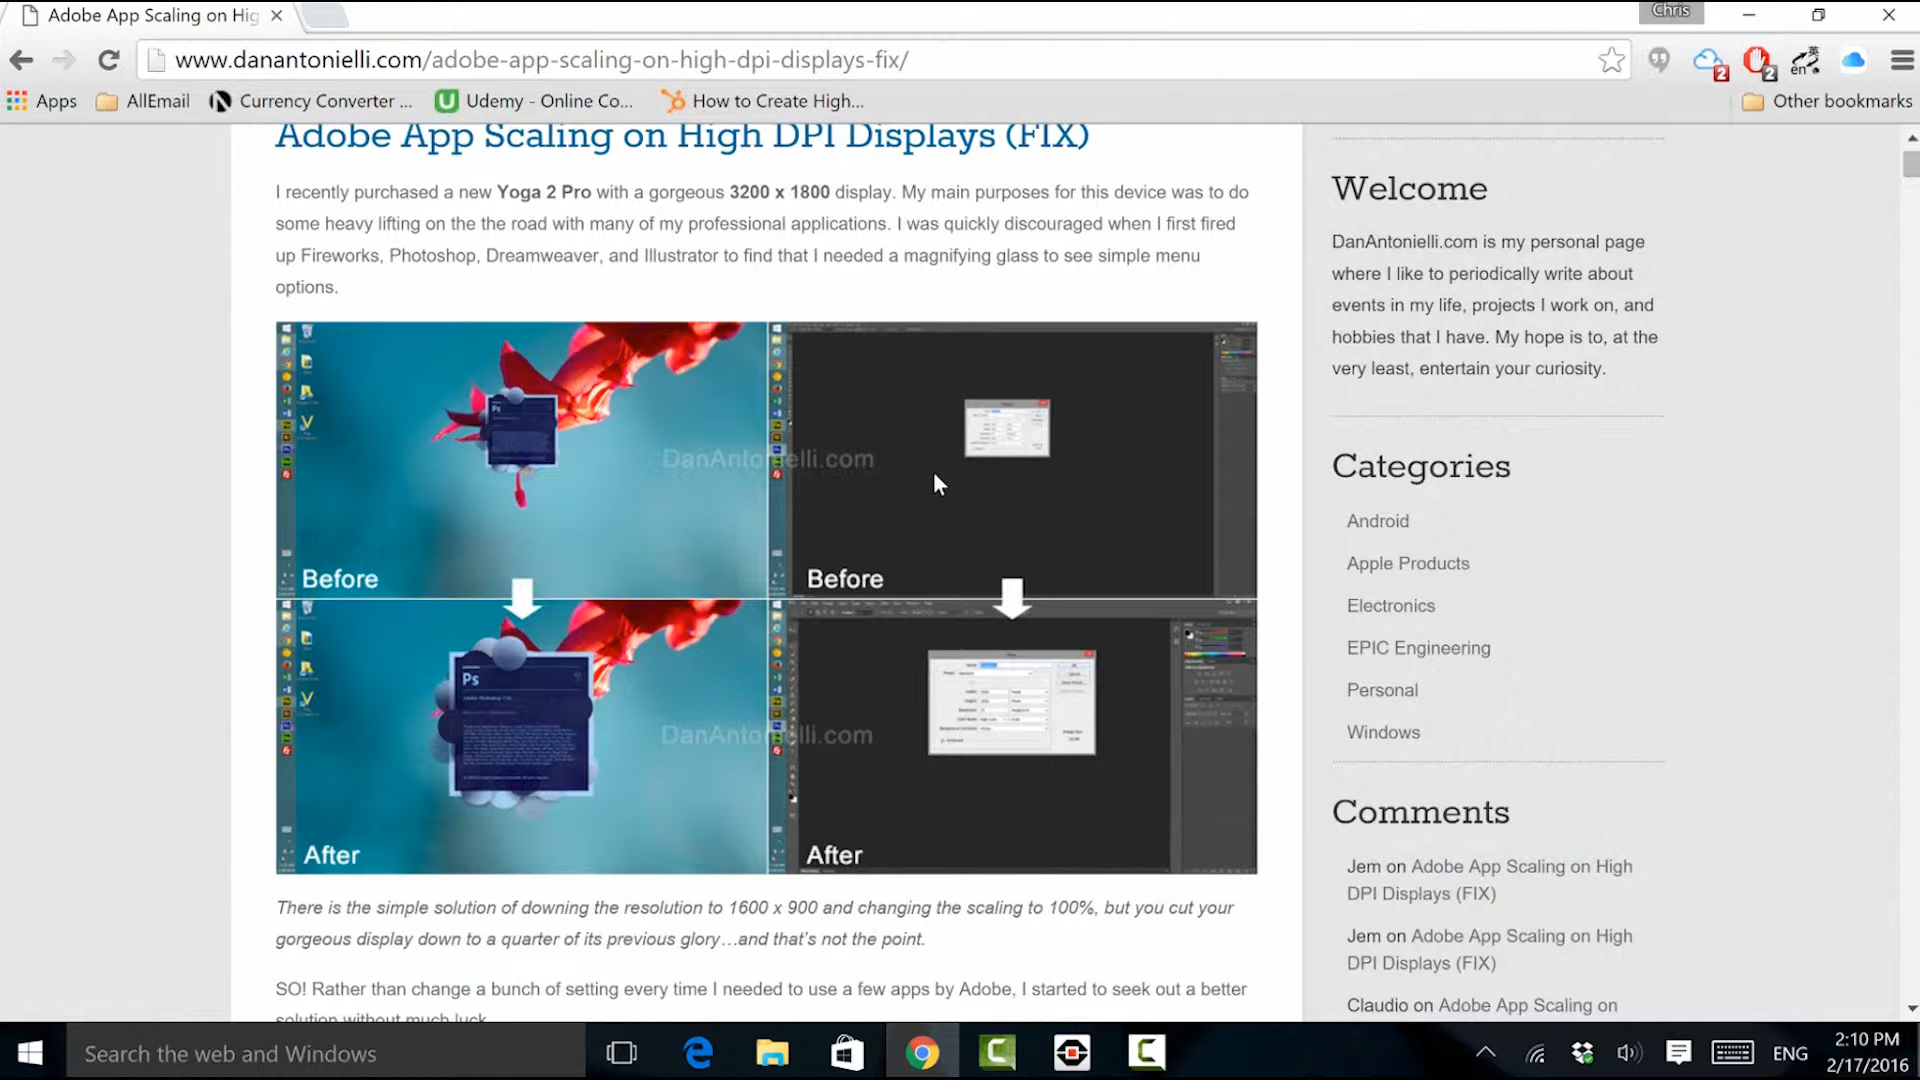 Adobe App Scaling on Hig
Chris
www.danantonielli.com/adobe-app-scaling-on-high-dpi-displays-fix/
2
2
en
英
Apps
AllEmail
Currency Converter ...
Udemy - Online Co...
How to Create High...
Other bookmarks
Adobe App Scaling on High DPI Displays (FIX)
I recently purchased a new Yoga 2 Pro with a gorgeous 3200 x 1800 display. My main purposes for this device was to do
some heavy lifting on the the road with many of my professional applications. I was quickly discouraged when I first fired
up Fireworks, Photoshop, Dreamweaver, and Illustrator to find that I needed a magnifying glass to see simple menu
options.
Ps
DanAntonielli.com
Before
Before
Ps
DanAntonielli.com
After
After
There is the simple solution of downing the resolution to 1600 x 900 and changing the scaling to 100%, but you cut your
gorgeous display down to a quarter of its previous glory…and that's not the point.
SO! Rather than change a bunch of setting every time I needed to use a few apps by Adobe, I started to seek out a better
solution without much luck
Welcome
DanAntonielli.com is my personal page
where I like to periodically write about
events in my life, projects I work on, and
hobbies that I have. My hope is to, at the
very least, entertain your curiosity.
Categories
Android
Apple Products
Electronics
EPIC Engineering
Personal
Windows
Comments
Jem on Adobe App Scaling on High
DPI Displays (FIX)
Jem on Adobe App Scaling on High
DPI Displays (FIX)
Claudio on Adobe App Scaling on
Search the web and Windows
ENG
2:10 PM
2/17/2016